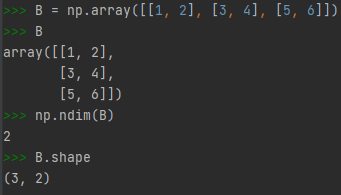 >>> B = np.array([[1, 2], [3, 4], [5, 6]])
>>> B
array([[1, 2],
       [3, 4],
       [5, 6]])
>>> np.ndim(B)
2
>>> B.shape
(3, 2)